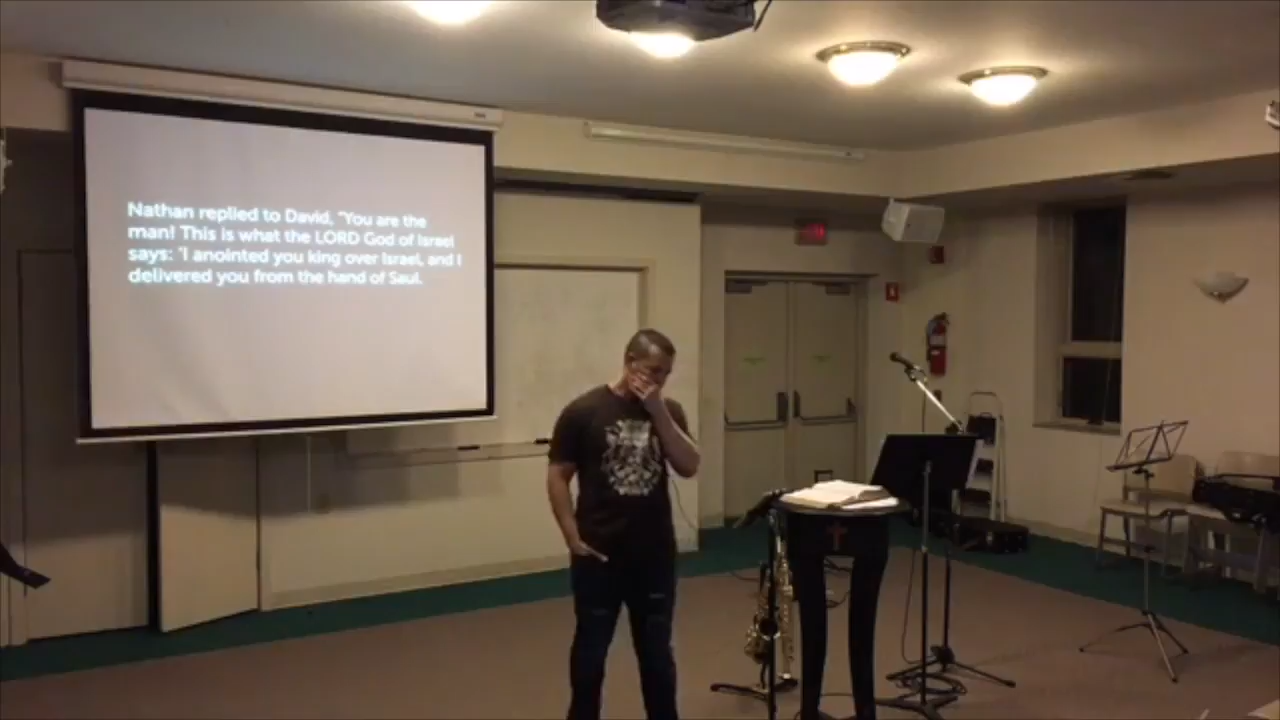 Nathan replied to David, "You are the
man! This is what the LORD God of Israel
says: 'I anointed you king over Israel, and I
delivered you from the hand of Saul.